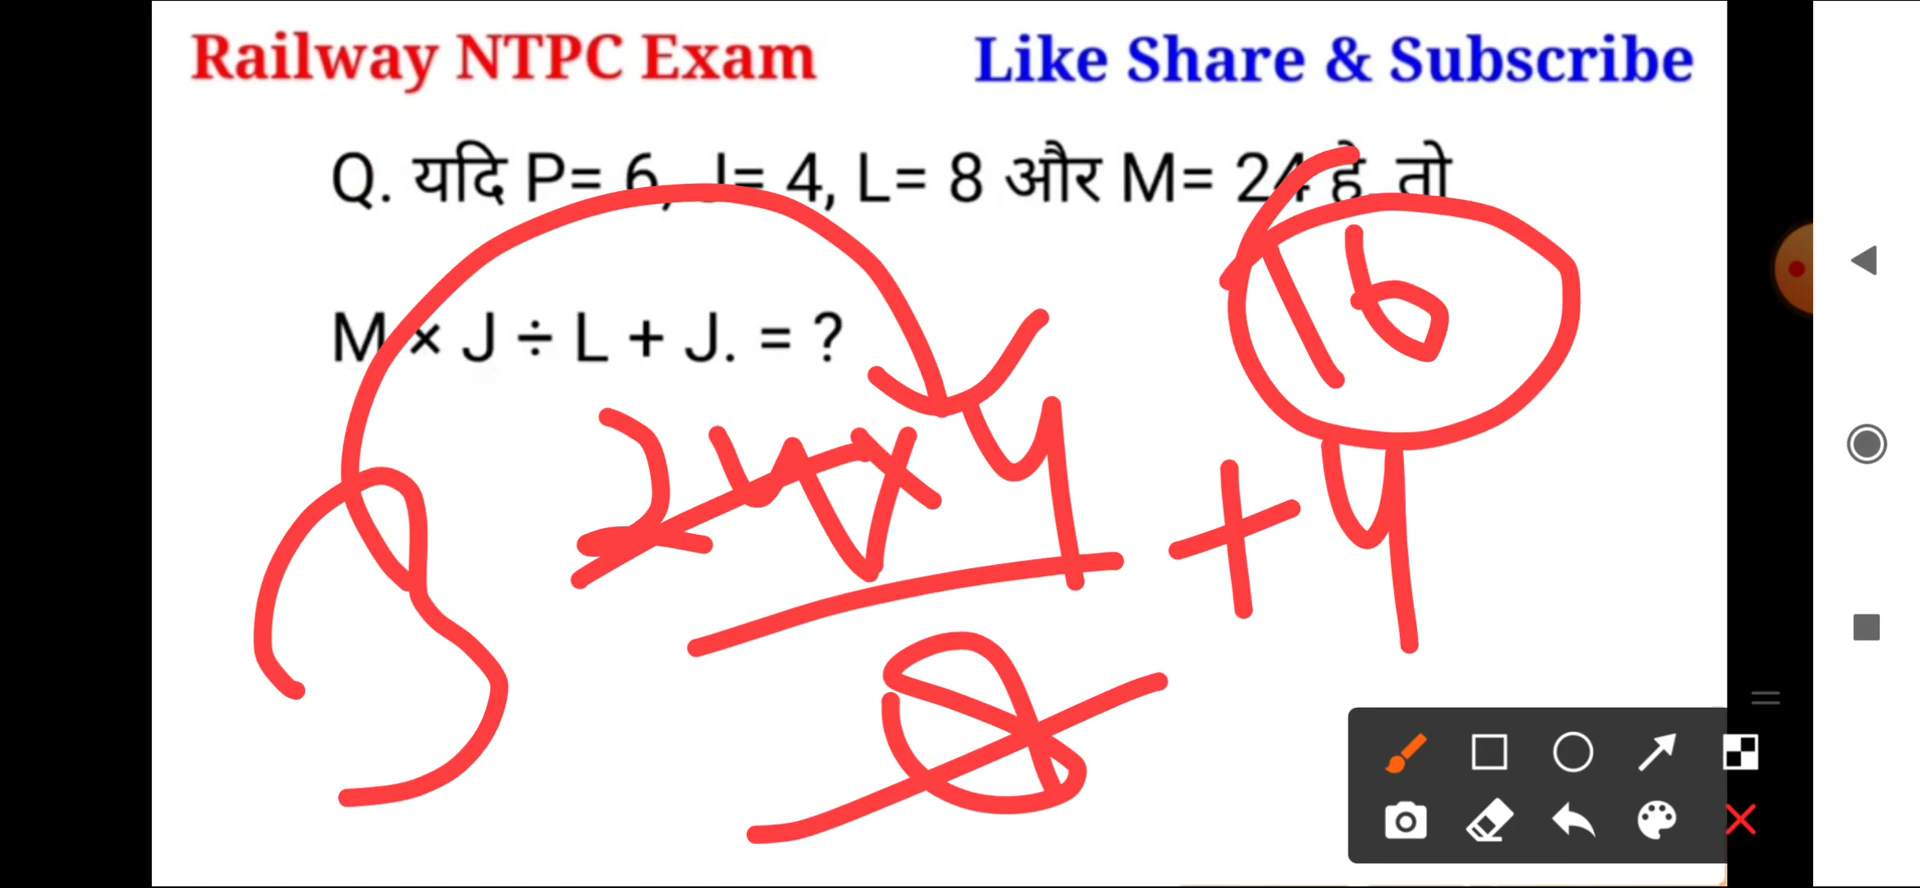 Railway NTPC Exam Like Share & Subscribe
Q. यदि P= 6, J= 4, L= 8 और M= 24 है, तो
M × J ÷ L + J. = ?
16
24 × 4 + 4
8
3